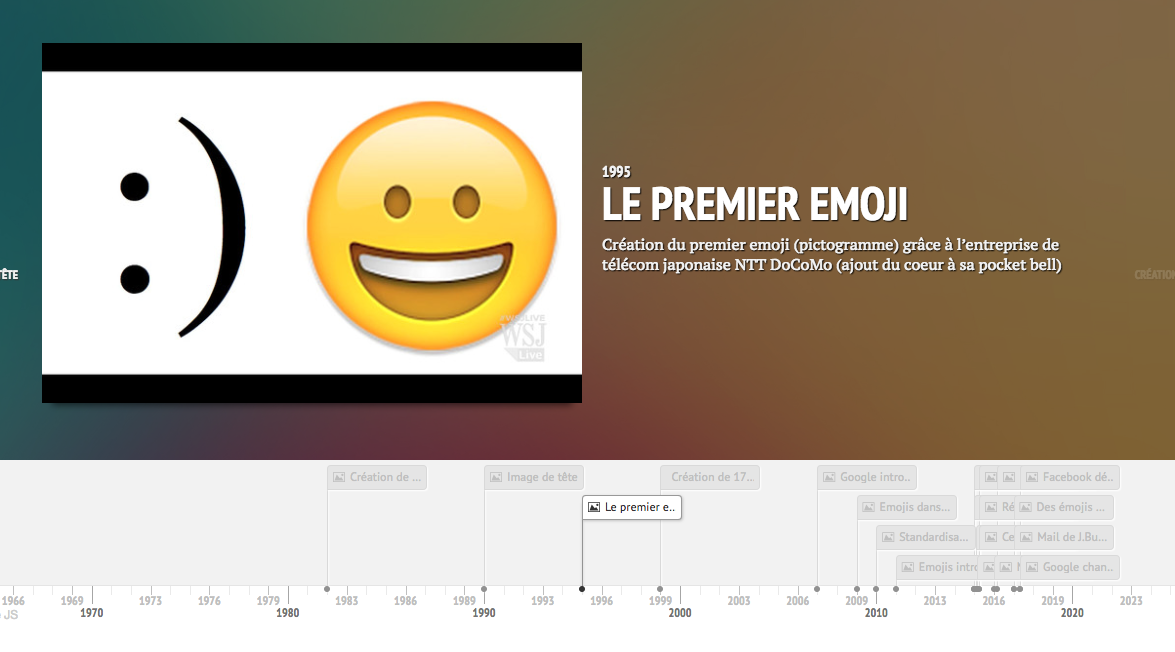 :)
#WSJLIVE
WSJ
Live
1995
LE PREMIER EMOJI
Création du premier emoji (pictogramme) grâce à l'entreprise de
télécom japonaise NTT DoCoMo (ajout du coeur à sa pocket bell)
TÊTE
CRÉATION
Création de ...
Image de tête
Création de 17..
Google intro..
Facebook dé..
Le premier e..
Emojis dans...
Ré
Des émojis ...
Standardisa...
Ce
Mail de J.Bu...
Emojis intro
Google chan..
1966 1969 1973 1976 1979 1983 1986 1989 1993 1996 1999 2003 2006 2009 2013 2016 2019 2023
JS 1970 1980 1990 2000 2010 2020